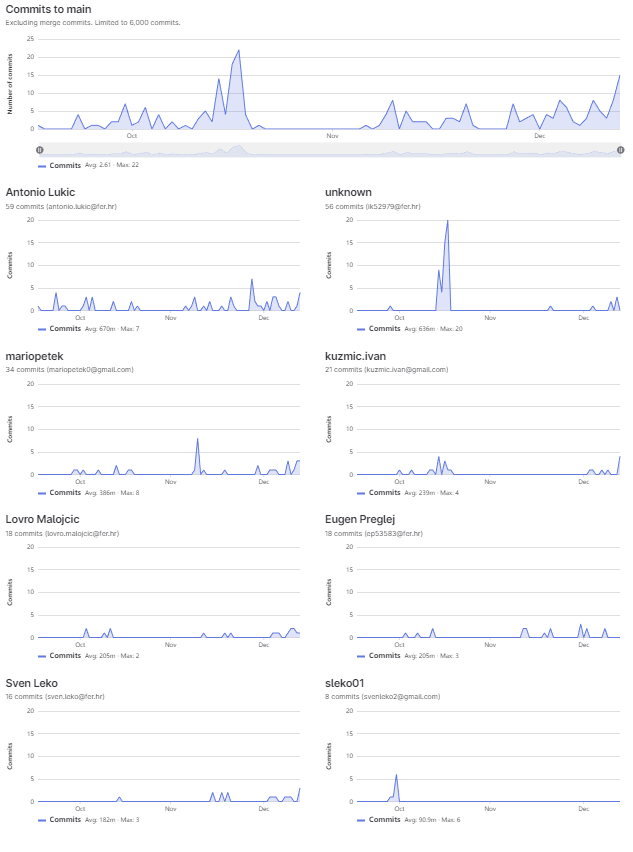 Commits to main
Excluding merge commits. Limited to 6,000 commits.
Number of commits
25
20
15
10
5
0
Oct Nov Dec
Commits Avg: 2.61 · Max: 22
Antonio Lukic
59 commits (antonio.lukic@fer.hr)
Commits
20
15
10
5
0
Oct Nov Dec
Commits Avg: 670m · Max: 7
unknown
56 commits (ik52979@fer.hr)
Commits
20
15
10
5
0
Oct Nov Dec
Commits Avg: 636m · Max: 20
mariopetek
34 commits (mariopetek0@gmail.com)
Commits
20
15
10
5
0
Oct Nov Dec
Commits Avg: 386m · Max: 8
kuzmic.ivan
21 commits (kuzmic.ivan@gmail.com)
Commits
20
15
10
5
0
Oct Nov Dec
Commits Avg: 239m · Max: 4
Lovro Malojcic
18 commits (lovro.malojcic@fer.hr)
Commits
20
15
10
5
0
Oct Nov Dec
Commits Avg: 205m · Max: 2
Eugen Preglej
18 commits (ep53583@fer.hr)
Commits
20
15
10
5
0
Oct Nov Dec
Commits Avg: 205m · Max: 3
Sven Leko
16 commits (sven.leko@fer.hr)
Commits
20
15
10
5
0
Oct Nov Dec
Commits Avg: 182m · Max: 3
sleko01
8 commits (svenleko2@gmail.com)
Commits
20
15
10
5
0
Oct Nov Dec
Commits Avg: 90.9m · Max: 6